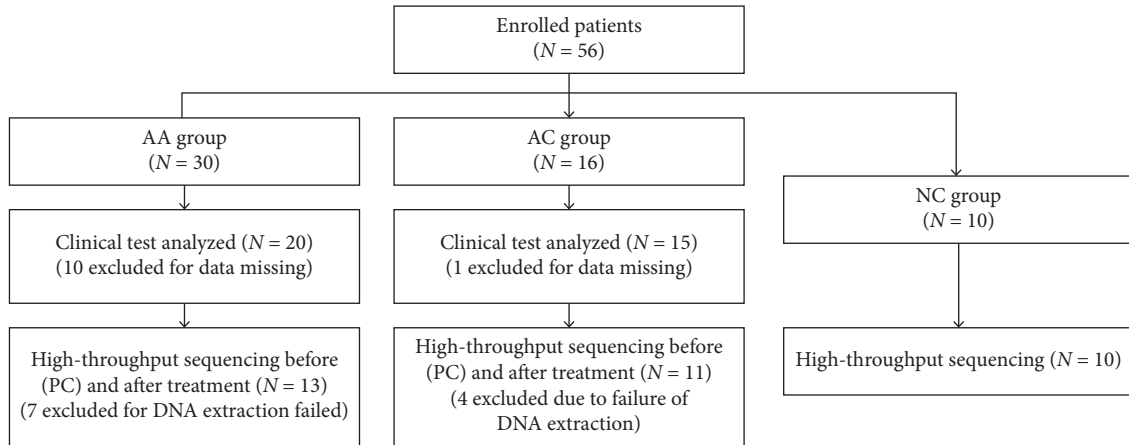 Enrolled patients
(N = 56)
AA group
(N = 30)
AC group
(N = 16)
NC group
(N = 10)
Clinical test analyzed (N = 20)
(10 excluded for data missing)
Clinical test analyzed (N = 15)
(1 excluded for data missing)
High-throughput sequencing before
(PC) and after treatment (N = 13)
(7 excluded for DNA extraction failed)
High-throughput sequencing before
(PC) and after treatment (N = 11)
(4 excluded due to failure of
DNA extraction)
High-throughput sequencing (N = 10)